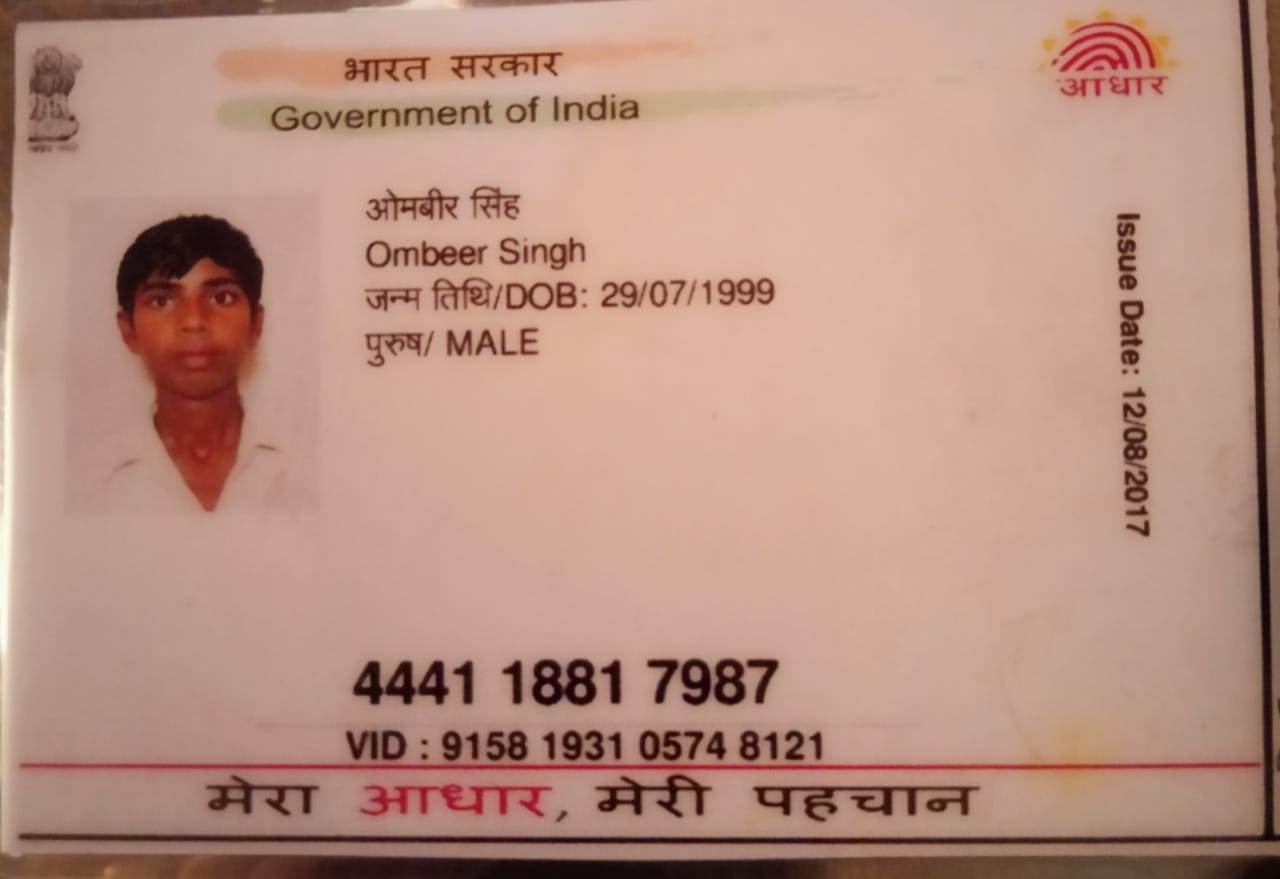 भारत सरकार
Government of India
आधार
ओमबीर सिंह
Ombeer Singh
जन्म तिथि/DOB: 29/07/1999
पुरुष/ MALE
Issue Date: 12/08/2017
4441 1881 7987
VID : 9158 1931 0574 8121
मेरा आधार, मेरी पहचान